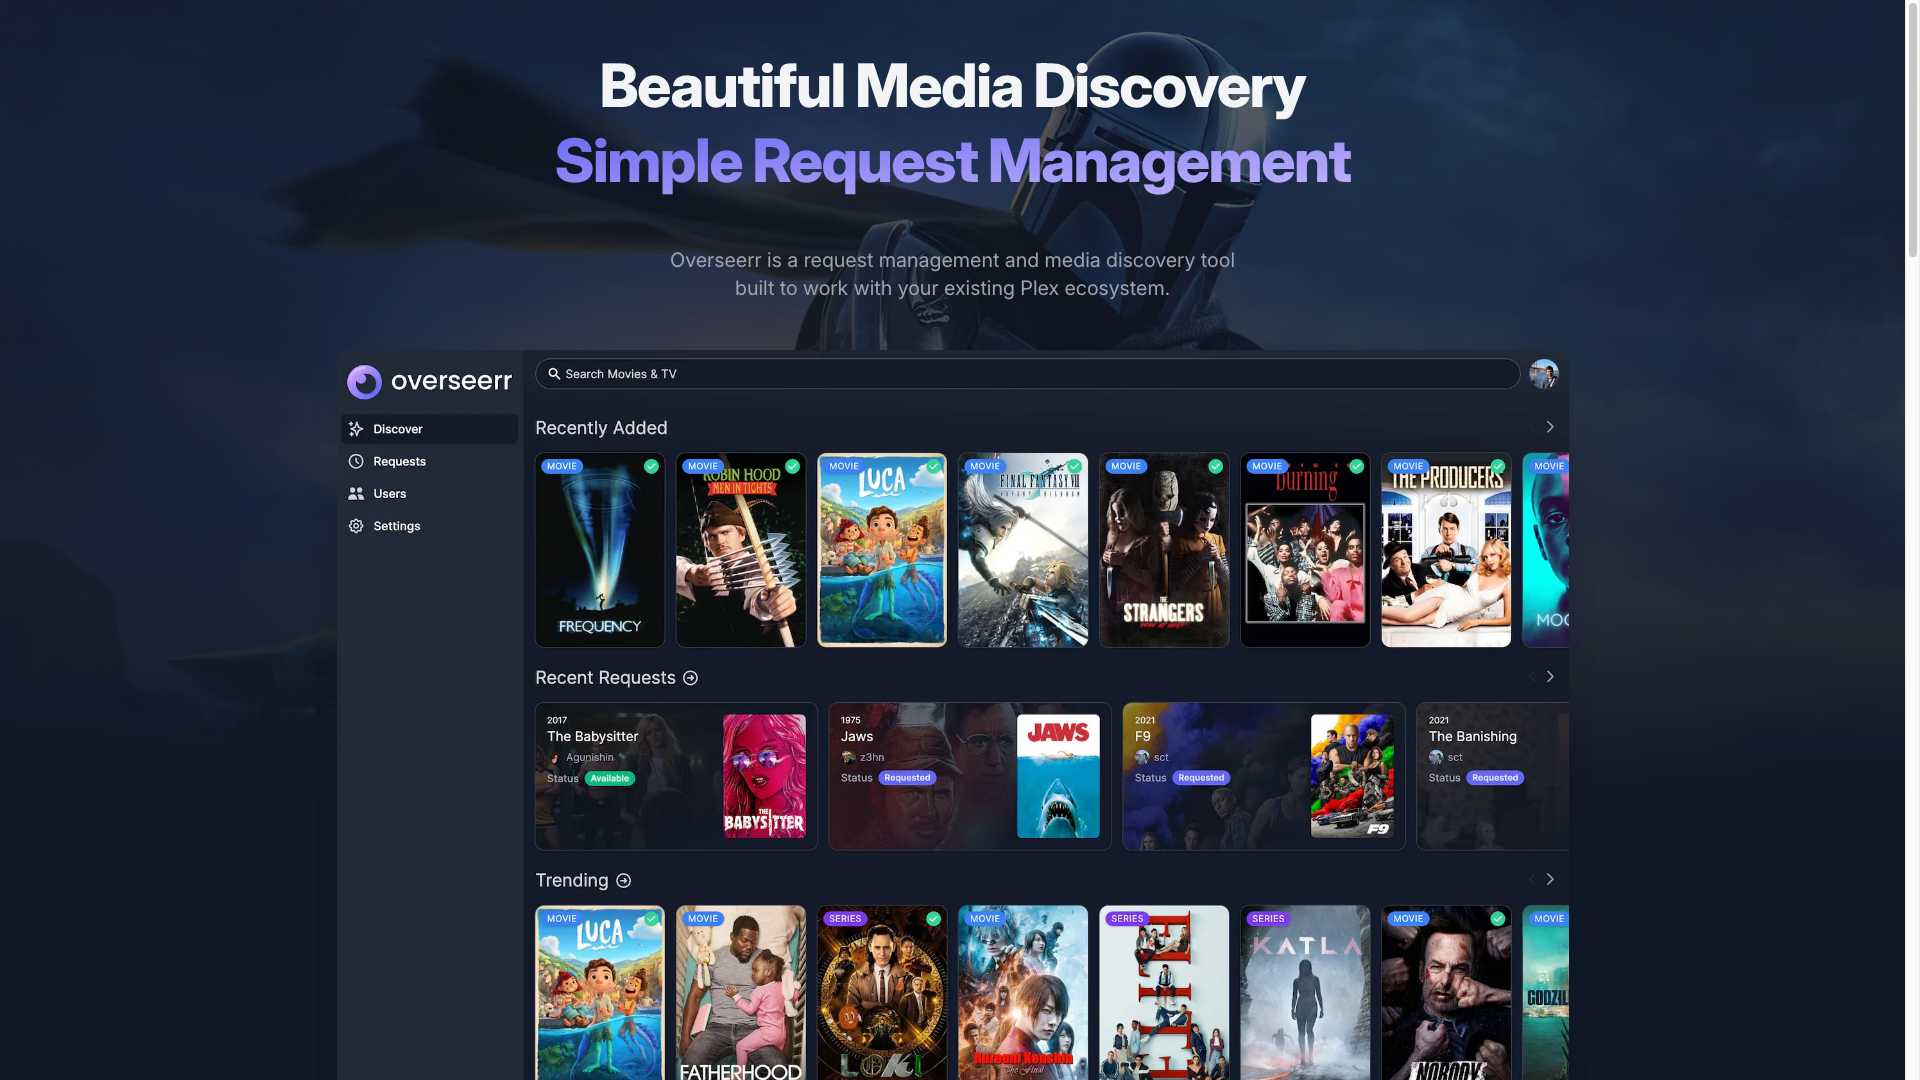 Beautiful Media Discovery
Simple Request Management
Overseerr is a request management and media discovery tool
built to work with your existing Plex ecosystem.
overseerr
Search Movies & TV
Discover
Requests
Users
Settings
Recently Added
MOVIE
FREQUENCY
MOVIE
ROBIN HOOD
MEN IN TIGHTS
MOVIE
LUCA
MOVIE
FINAL FANTASY VII
ADVENT CHILDREN
MOVIE
THE
STRANGERS
MOVIE
burning
MOVIE
THE PRODUCERS
MOVIE
MOO
Recent Requests
2017
The Babysitter
Agunishin
Status Available
THE
BABYSITTER
1975
Jaws
z3hn
Status Requested
JAWS
2021
F9
sct
Status Requested
F9
2021
The Banishing
sct
Status Requested
Trending
MOVIE
LUCA
MOVIE
FATHERHOOD
SERIES
LOKI
MOVIE
Rurouni Kenshin
The Final
SERIES
SERIES
KATLA
MOVIE
NOBODY
MOVIE
GODZIL